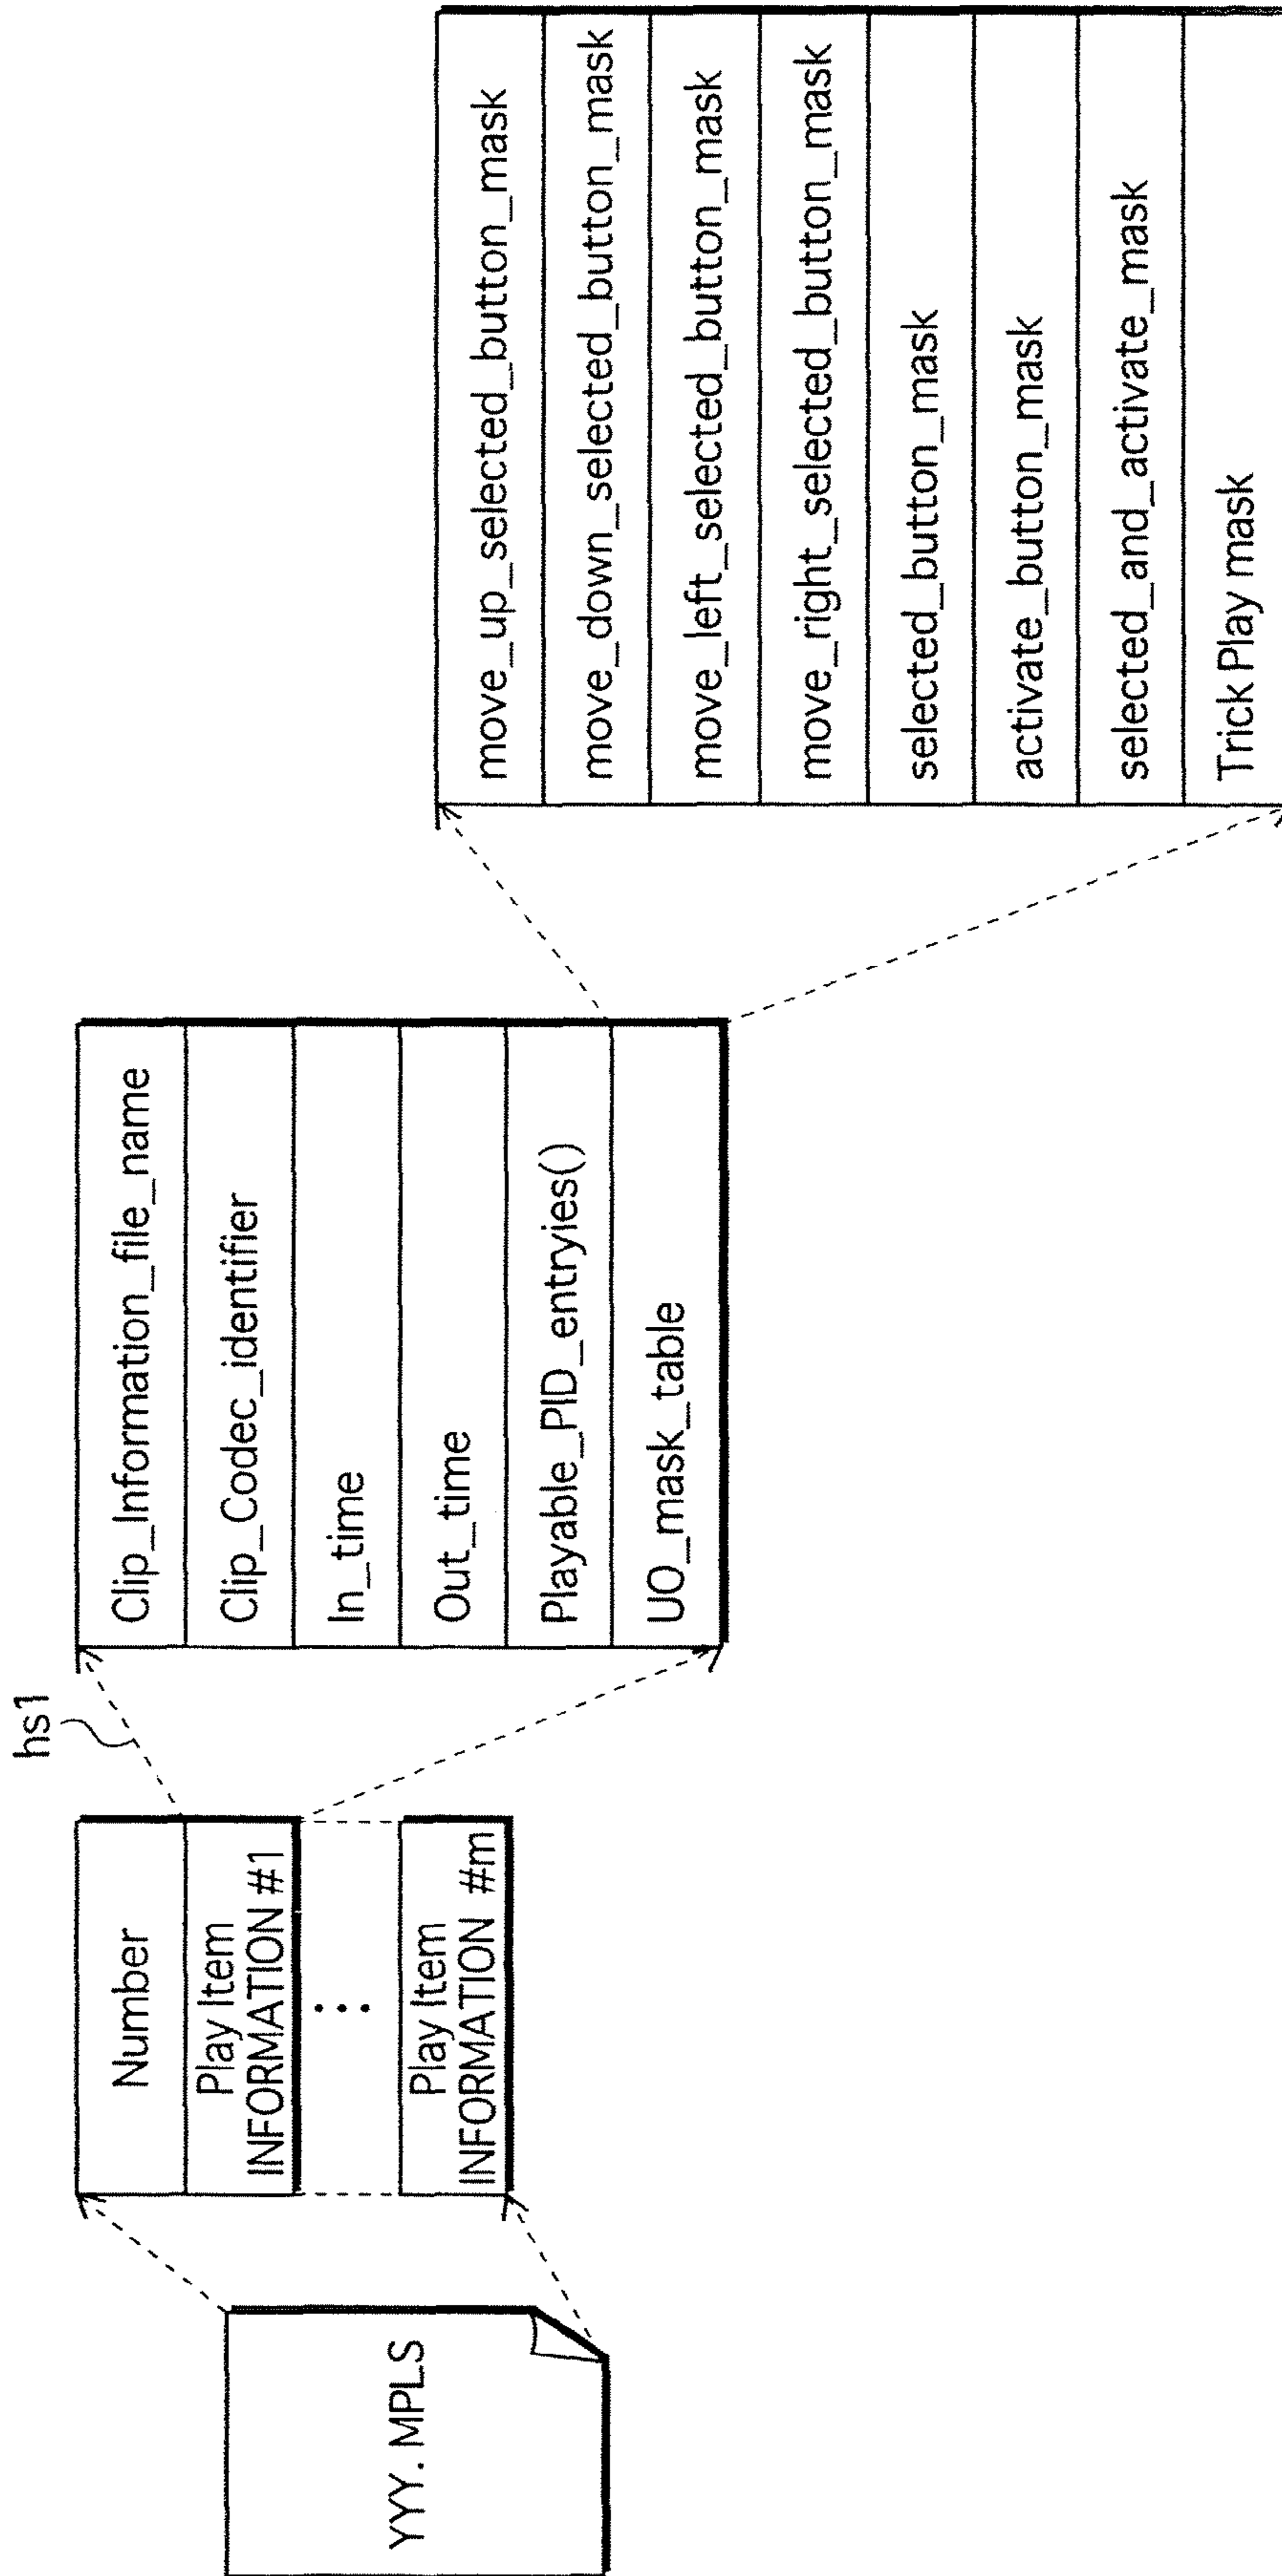 YYY. MPLS
Number
Play Item
INFORMATION #1
Play Item
INFORMATION #m
hs1
Clip_Information_file_name
Clip_Codec_identifier
In_time
Out_time
Playable_PID_entryies()
UO_mask_table
move_up_selected_button_mask
move_down_selected_button_mask
move_left_selected_button_mask
move_right_selected_button_mask
selected_button_mask
activate_button_mask
selected_and_activate_mask
Trick Play mask